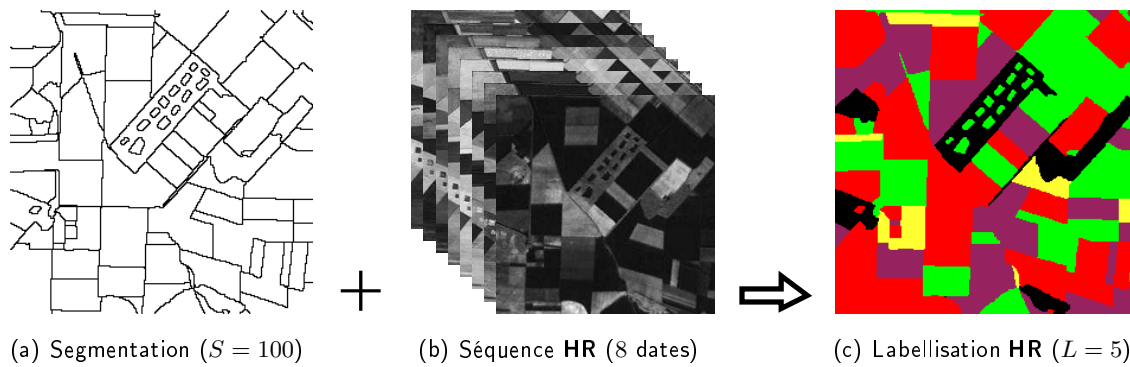 (a) Segmentation (S = 100)
(b) Séquence HR (8 dates)
(c) Labellisation HR (L = 5)